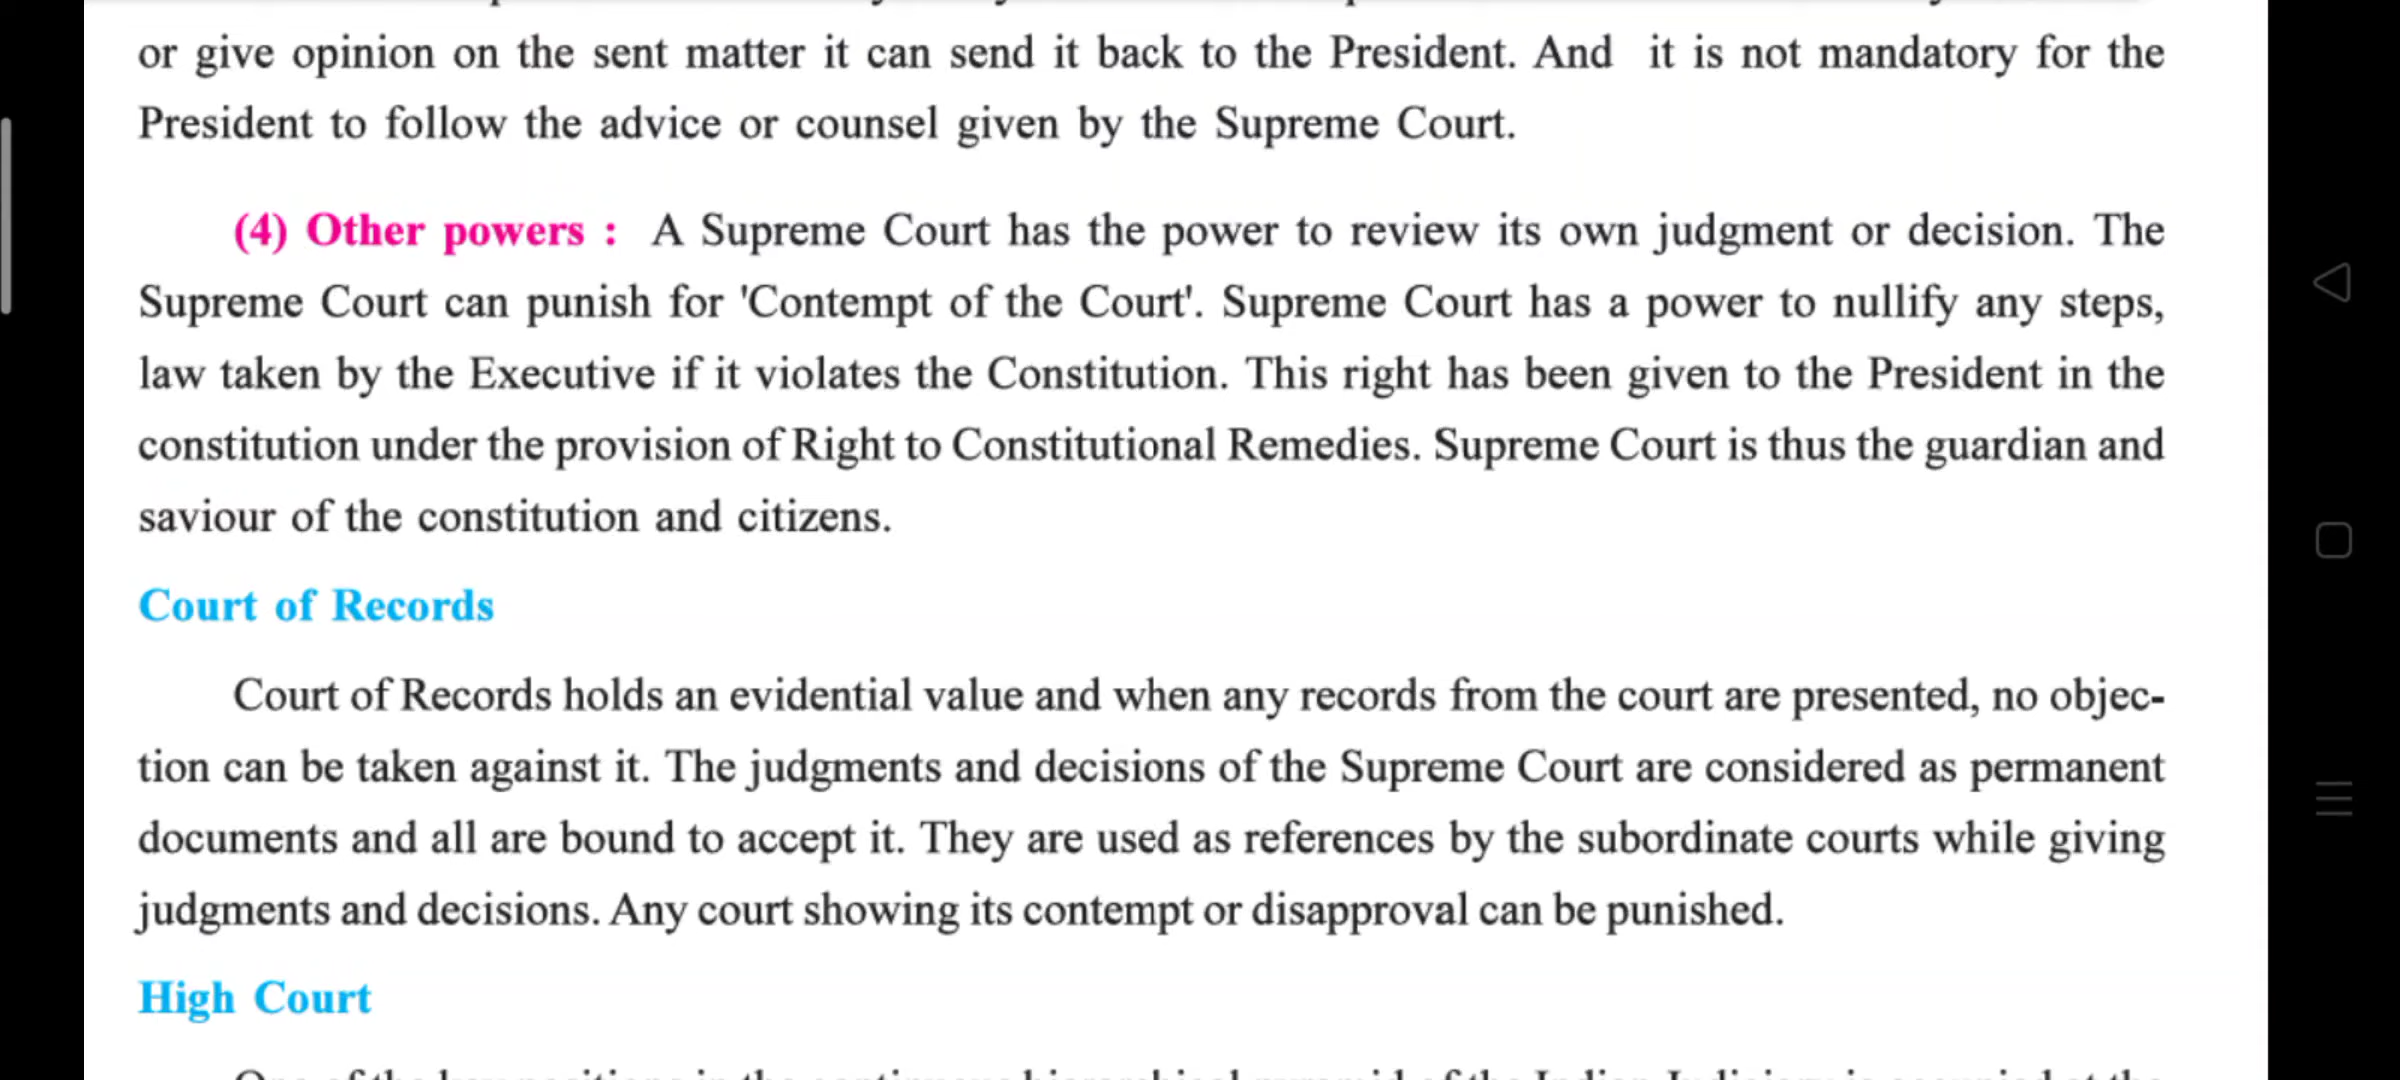 or give opinion on the sent matter it can send it back to the President. And it is not mandatory for the
President to follow the advice or counsel given by the Supreme Court.
(4) Other powers : A Supreme Court has the power to review its own judgment or decision. The
Supreme Court can punish for 'Contempt of the Court'. Supreme Court has a power to nullify any steps,
law taken by the Executive if it violates the Constitution. This right has been given to the President in the
constitution under the provision of Right to Constitutional Remedies. Supreme Court is thus the guardian and
saviour of the constitution and citizens.
Court of Records
Court of Records holds an evidential value and when any records from the court are presented, no objec-
tion can be taken against it. The judgments and decisions of the Supreme Court are considered as permanent
documents and all are bound to accept it. They are used as references by the subordinate courts while giving
judgments and decisions. Any court showing its contempt or disapproval can be punished.
High Court